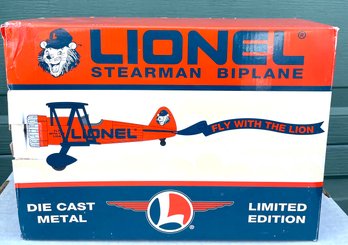 LIONEL®
STEARMAN BIPLANE
LIONEL
FLY WITH THE LION
DIE CAST
METAL
L
LIMITED
EDITION